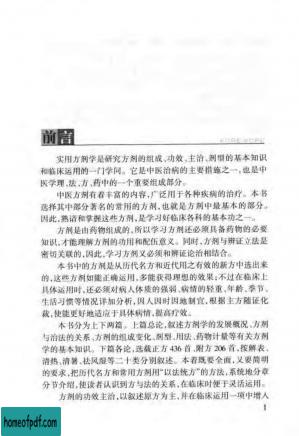 前言
实用方剂学是研究方剂的组成、功效、主治、剂型的基本知识
和临床运用的一门学问。它是中医治病的主要措施之一，也是中
医学理、法、方、药中的一个重要组成部分。
中医方剂有着丰富的内容，广泛用于各种疾病的治疗。本书
选择其中部分著名的常用的方剂，也就是方剂中最基本的部分。
因此，熟谙和掌握这些方剂，是学习好临床各科的基本功之一。
方剂是由药物组成的，所以学习方剂还必须具备药物的必要
知识，才能理解方剂的功用和配伍意义。同时，方剂与辨证立法是
密切关联的，因此，学习方剂又必须和辨证论治相结合。
本书中的方剂是从历代名方和近代用之有效的新方中选出来
的，这些方剂如能正确运用，多能获得理想的效果；不过在临床上
具体运用时，还必须对病人体质的强弱、病情的轻重、年龄、季节、
生活习惯等情况详加分析，因人因时因地制宜，根据主方随证化
裁，使能更好地适应于具体病情，提高疗效。
本书分为上下两篇。上篇总论，叙述方剂学的发展概况、方剂
与治法的关系、方剂的组成变化、剂型、用法、药物计量等有关方剂
学的基本知识。下篇各论，选载正方 436 首、附方 206 首，按解表、
清热、清暑、祛风湿等二十类分别叙述。本着既要全面，又要简明
的要求，把历代名方和常用方剂用“以法统方”的方法，系统地分章
分节介绍，使读者认识到方与法的关系，在临床时便于灵活运用。
方剂的功效主治，以叙述原方为主，并在临床运用一项中增入
1
homeofpdf.com